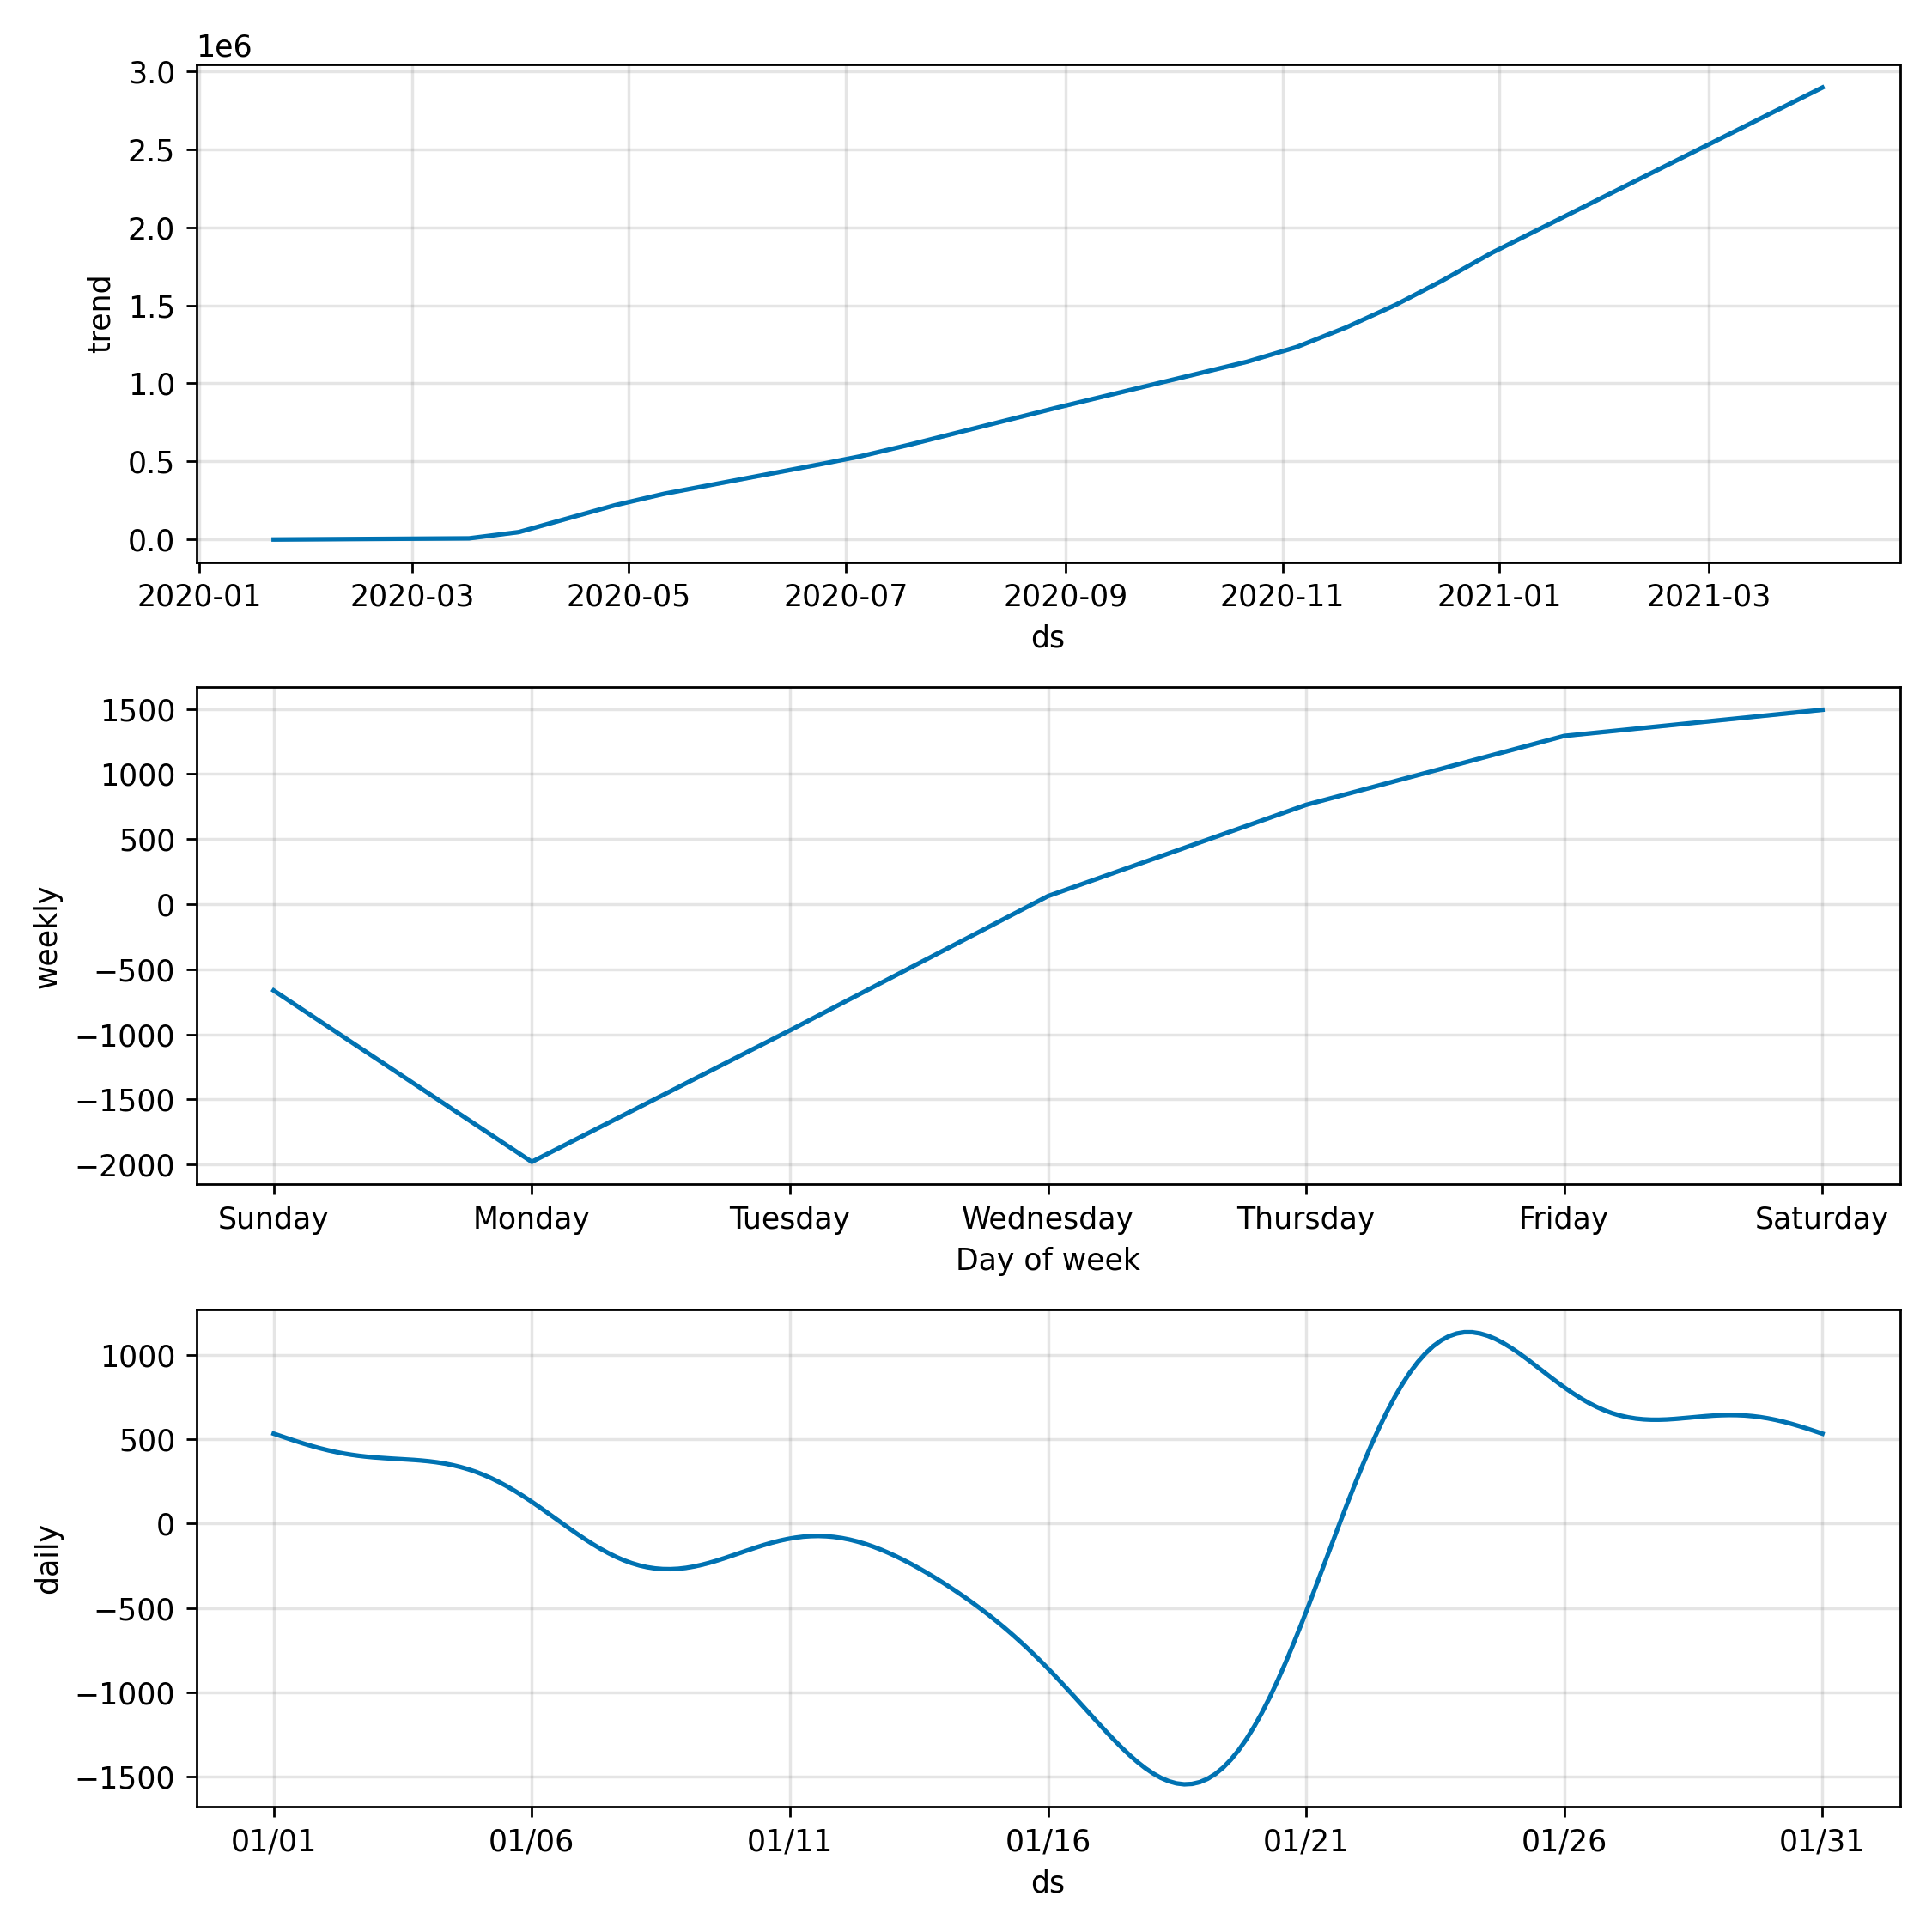 1e6
3.0
2.5
2.0
1.5
1.0
0.5
0.0
trend
2020-01 2020-03 2020-05 2020-07 2020-09 2020-11 2021-01 2021-03
ds
1500
1000
500
0
−500
−1000
−1500
−2000
weekly
Sunday Monday Tuesday Wednesday Thursday Friday Saturday
Day of week
1000
500
0
−500
−1000
−1500
daily
01/01 01/06 01/11 01/16 01/21 01/26 01/31
ds